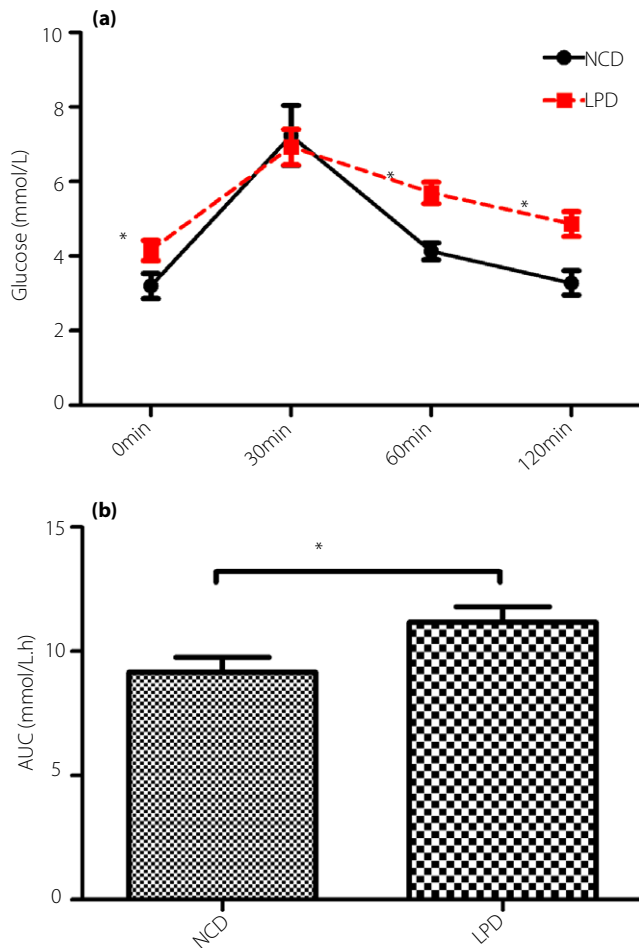 (a)
10
8
6
4
2
0
Glucose (mmol/L)
NCD
LPD
*
*
*
0min
30min
60min
120min
(b)
15
10
5
0
AUC (mmol/L.h)
*
NCD
LPD